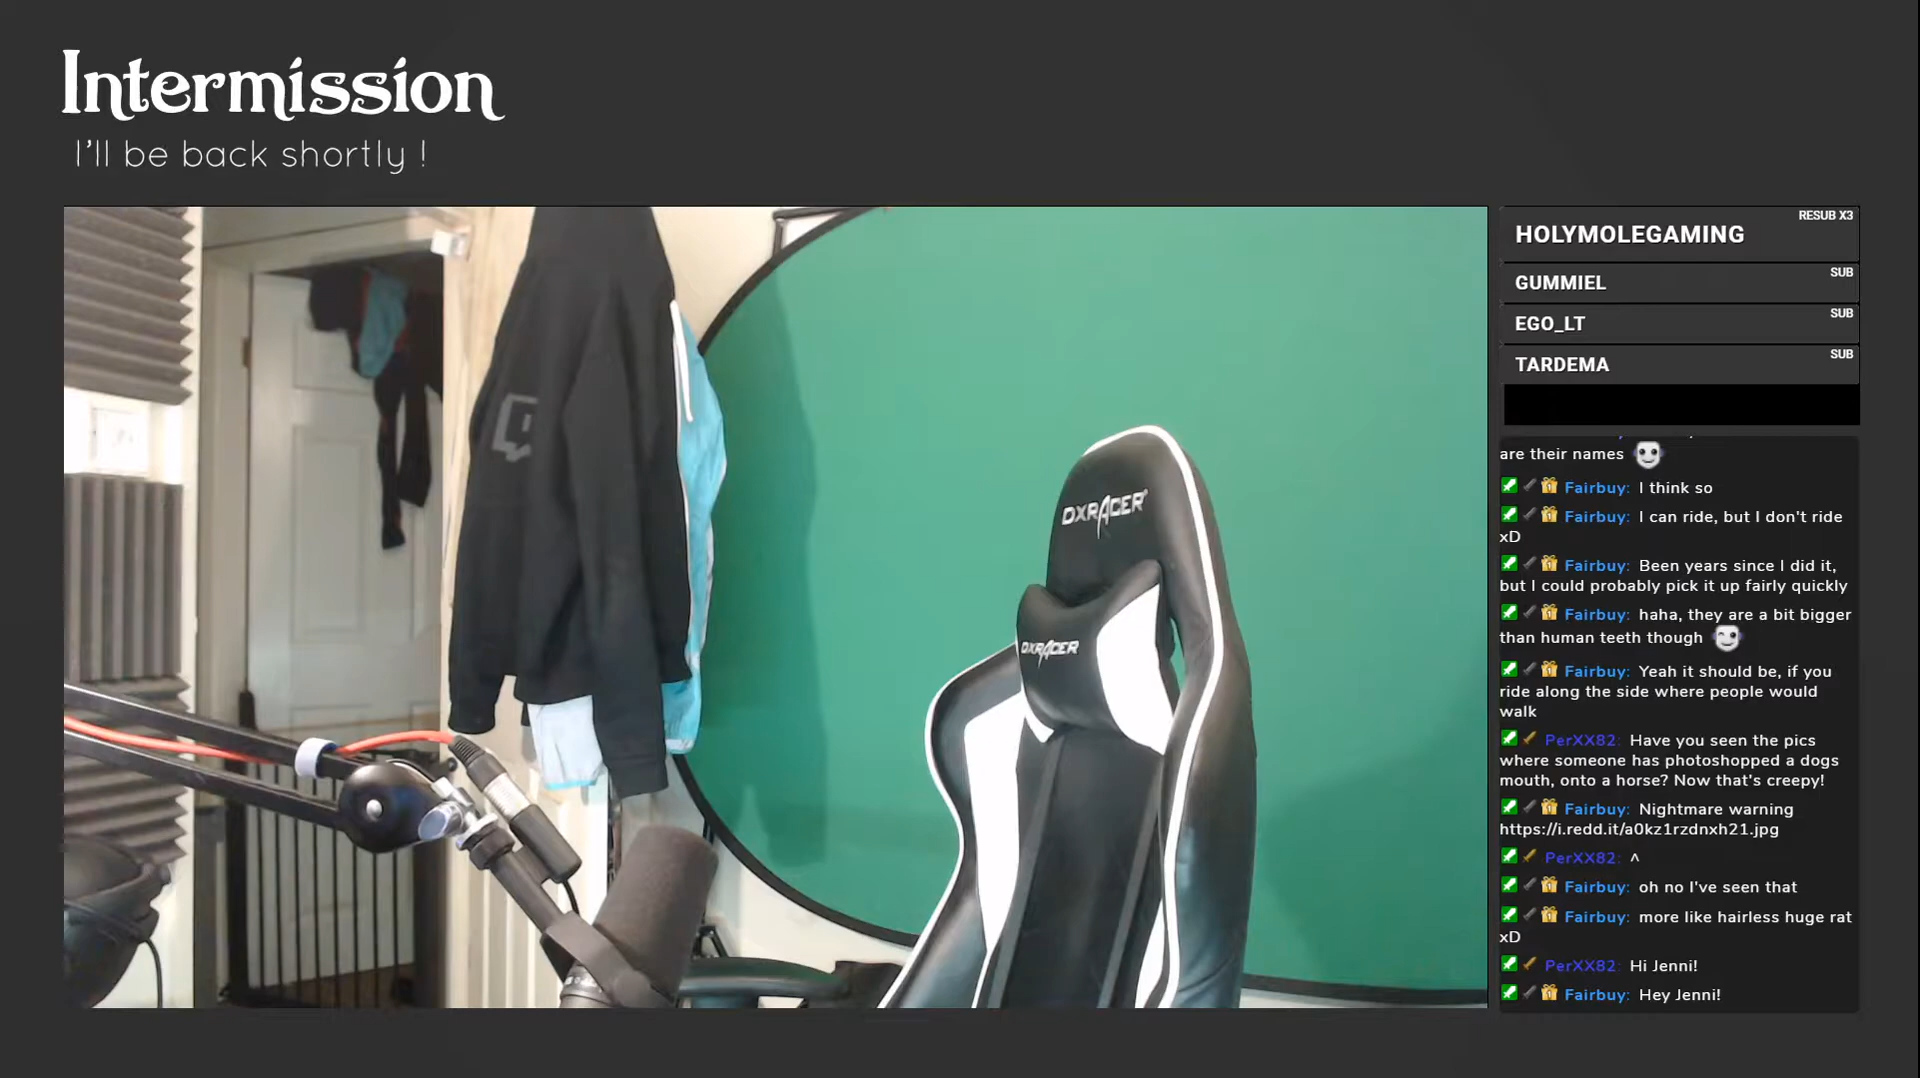 Intermission
I'll be back shortly !
RESUB X3
HOLYMOLEGAMING
SUB
GUMMIEL
SUB
EGO_LT
SUB
TARDEMA
DXRACER
DXRACER
are their names
Fairbuy: I think so
Fairbuy: I can ride, but I don't ride
xD
Fairbuy: Been years since I did it,
but I could probably pick it up fairly quickly
Fairbuy: haha, they are a bit bigger
than human teeth though
Fairbuy: Yeah it should be, if you
ride along the side where people would
walk
PerXX82: Have you seen the pics
where someone has photoshopped a dogs
mouth, onto a horse? Now that's creepy!
Fairbuy: Nightmare warning
https://i.redd.it/a0kz1rzdnxh21.jpg
PerXX82: ^
Fairbuy: oh no I've seen that
Fairbuy: more like hairless huge rat
xD
PerXX82: Hi Jenni!
Fairbuy: Hey Jenni!